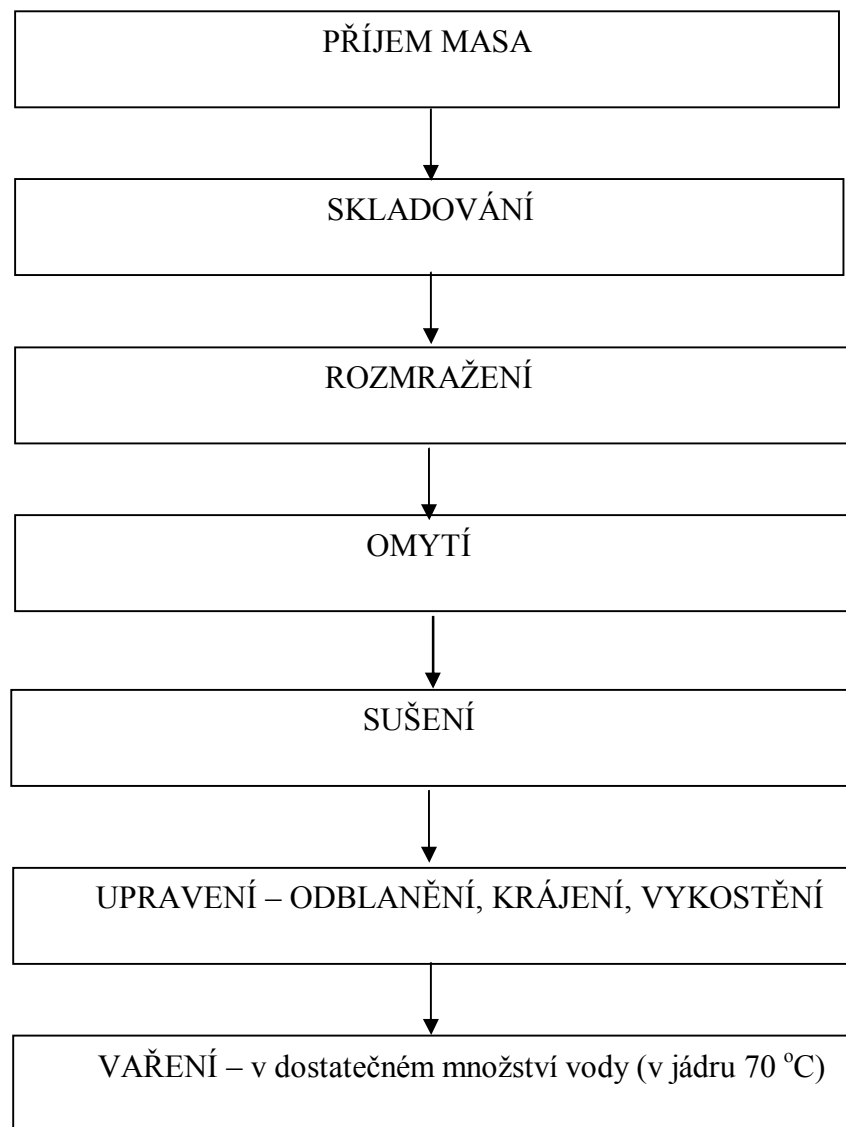 PŘÍJEM MASA
SKLADOVÁNÍ
ROZMRAŽENÍ
OMYTÍ
SUŠENÍ
UPRAVENÍ – ODBLANĚNÍ, KRÁJENÍ, VYKOSTĚNÍ
VAŘENÍ – v dostatečném množství vody (v jádru 70 °C)